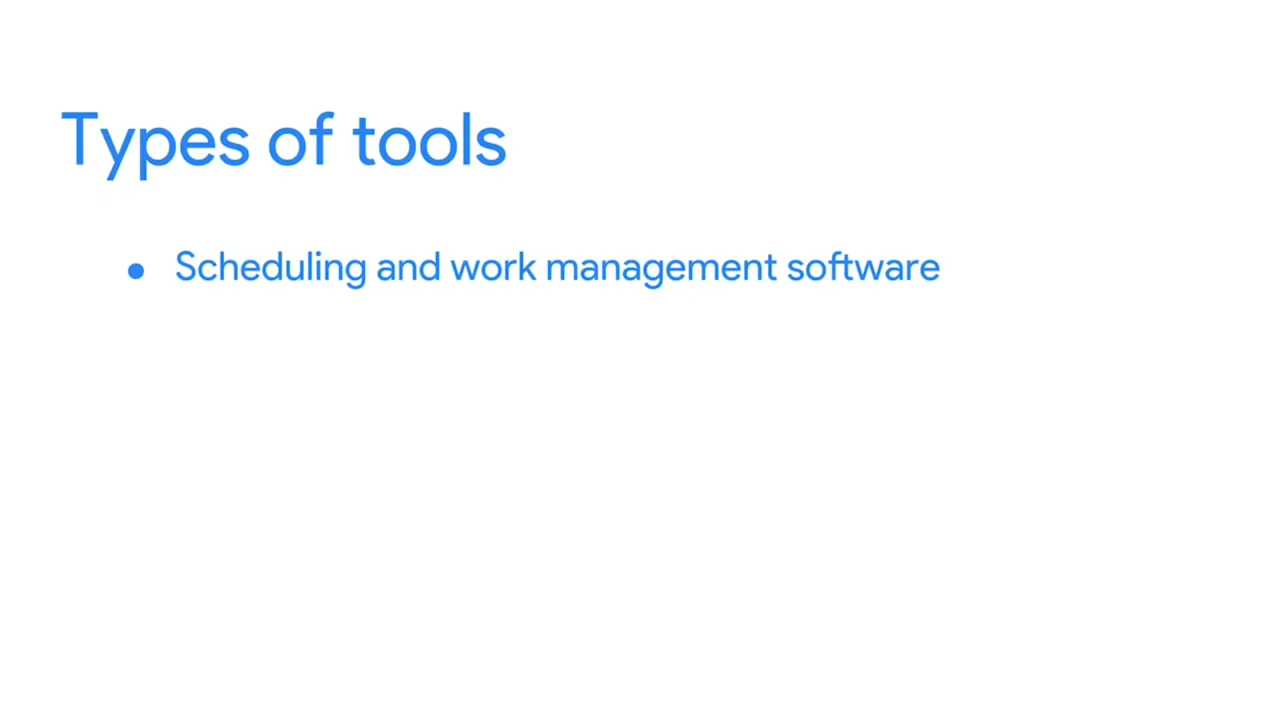 Types of tools
● Scheduling and work management software